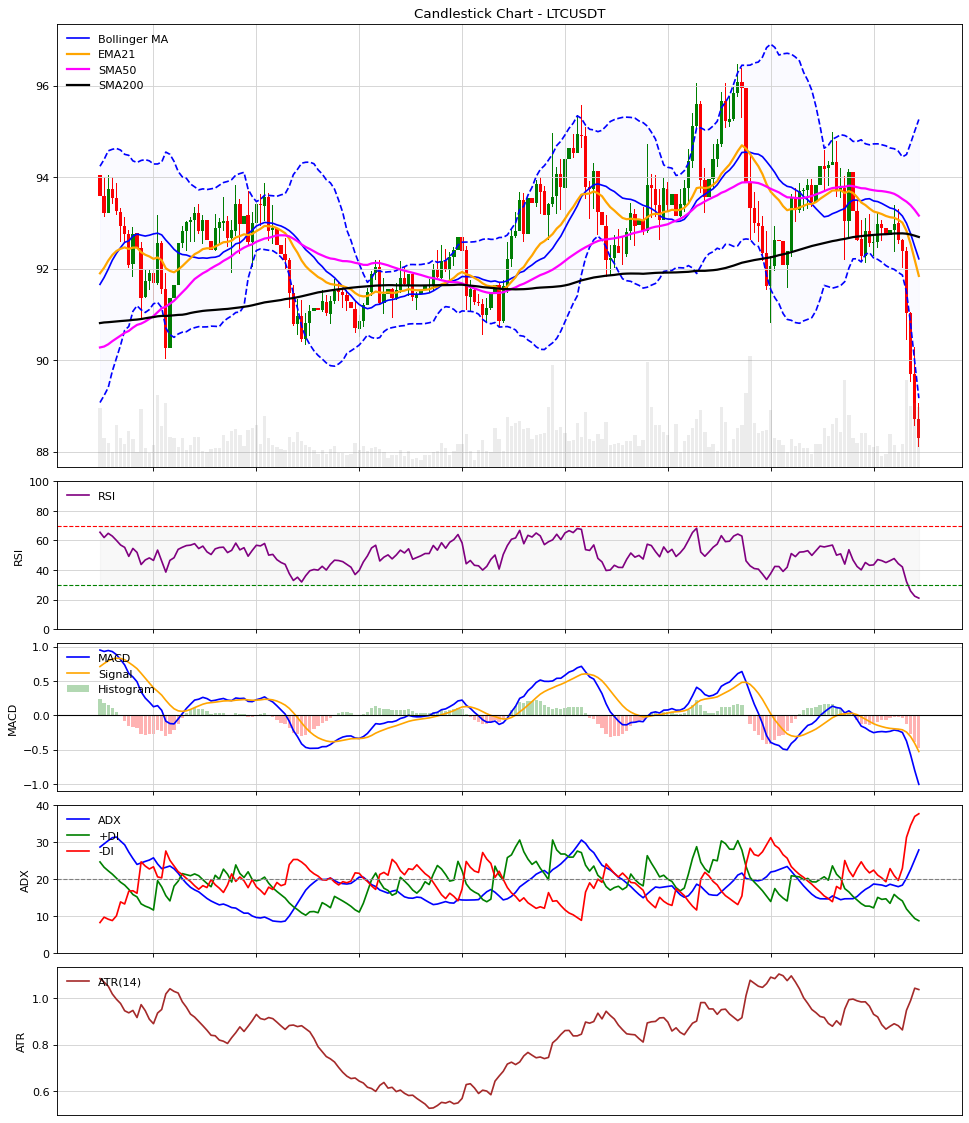 Candlestick Chart - LTCUSDT
Bollinger MA
EMA21
SMA50
SMA200
96
94
92
90
88
100
80
60
40
20
0
RSI
RSI
1.0
0.5
0.0
−0.5
−1.0
MACD
MACD
Signal
Histogram
40
30
20
10
0
ADX
ADX
+DI
-DI
1.0
0.8
0.6
ATR
ATR(14)